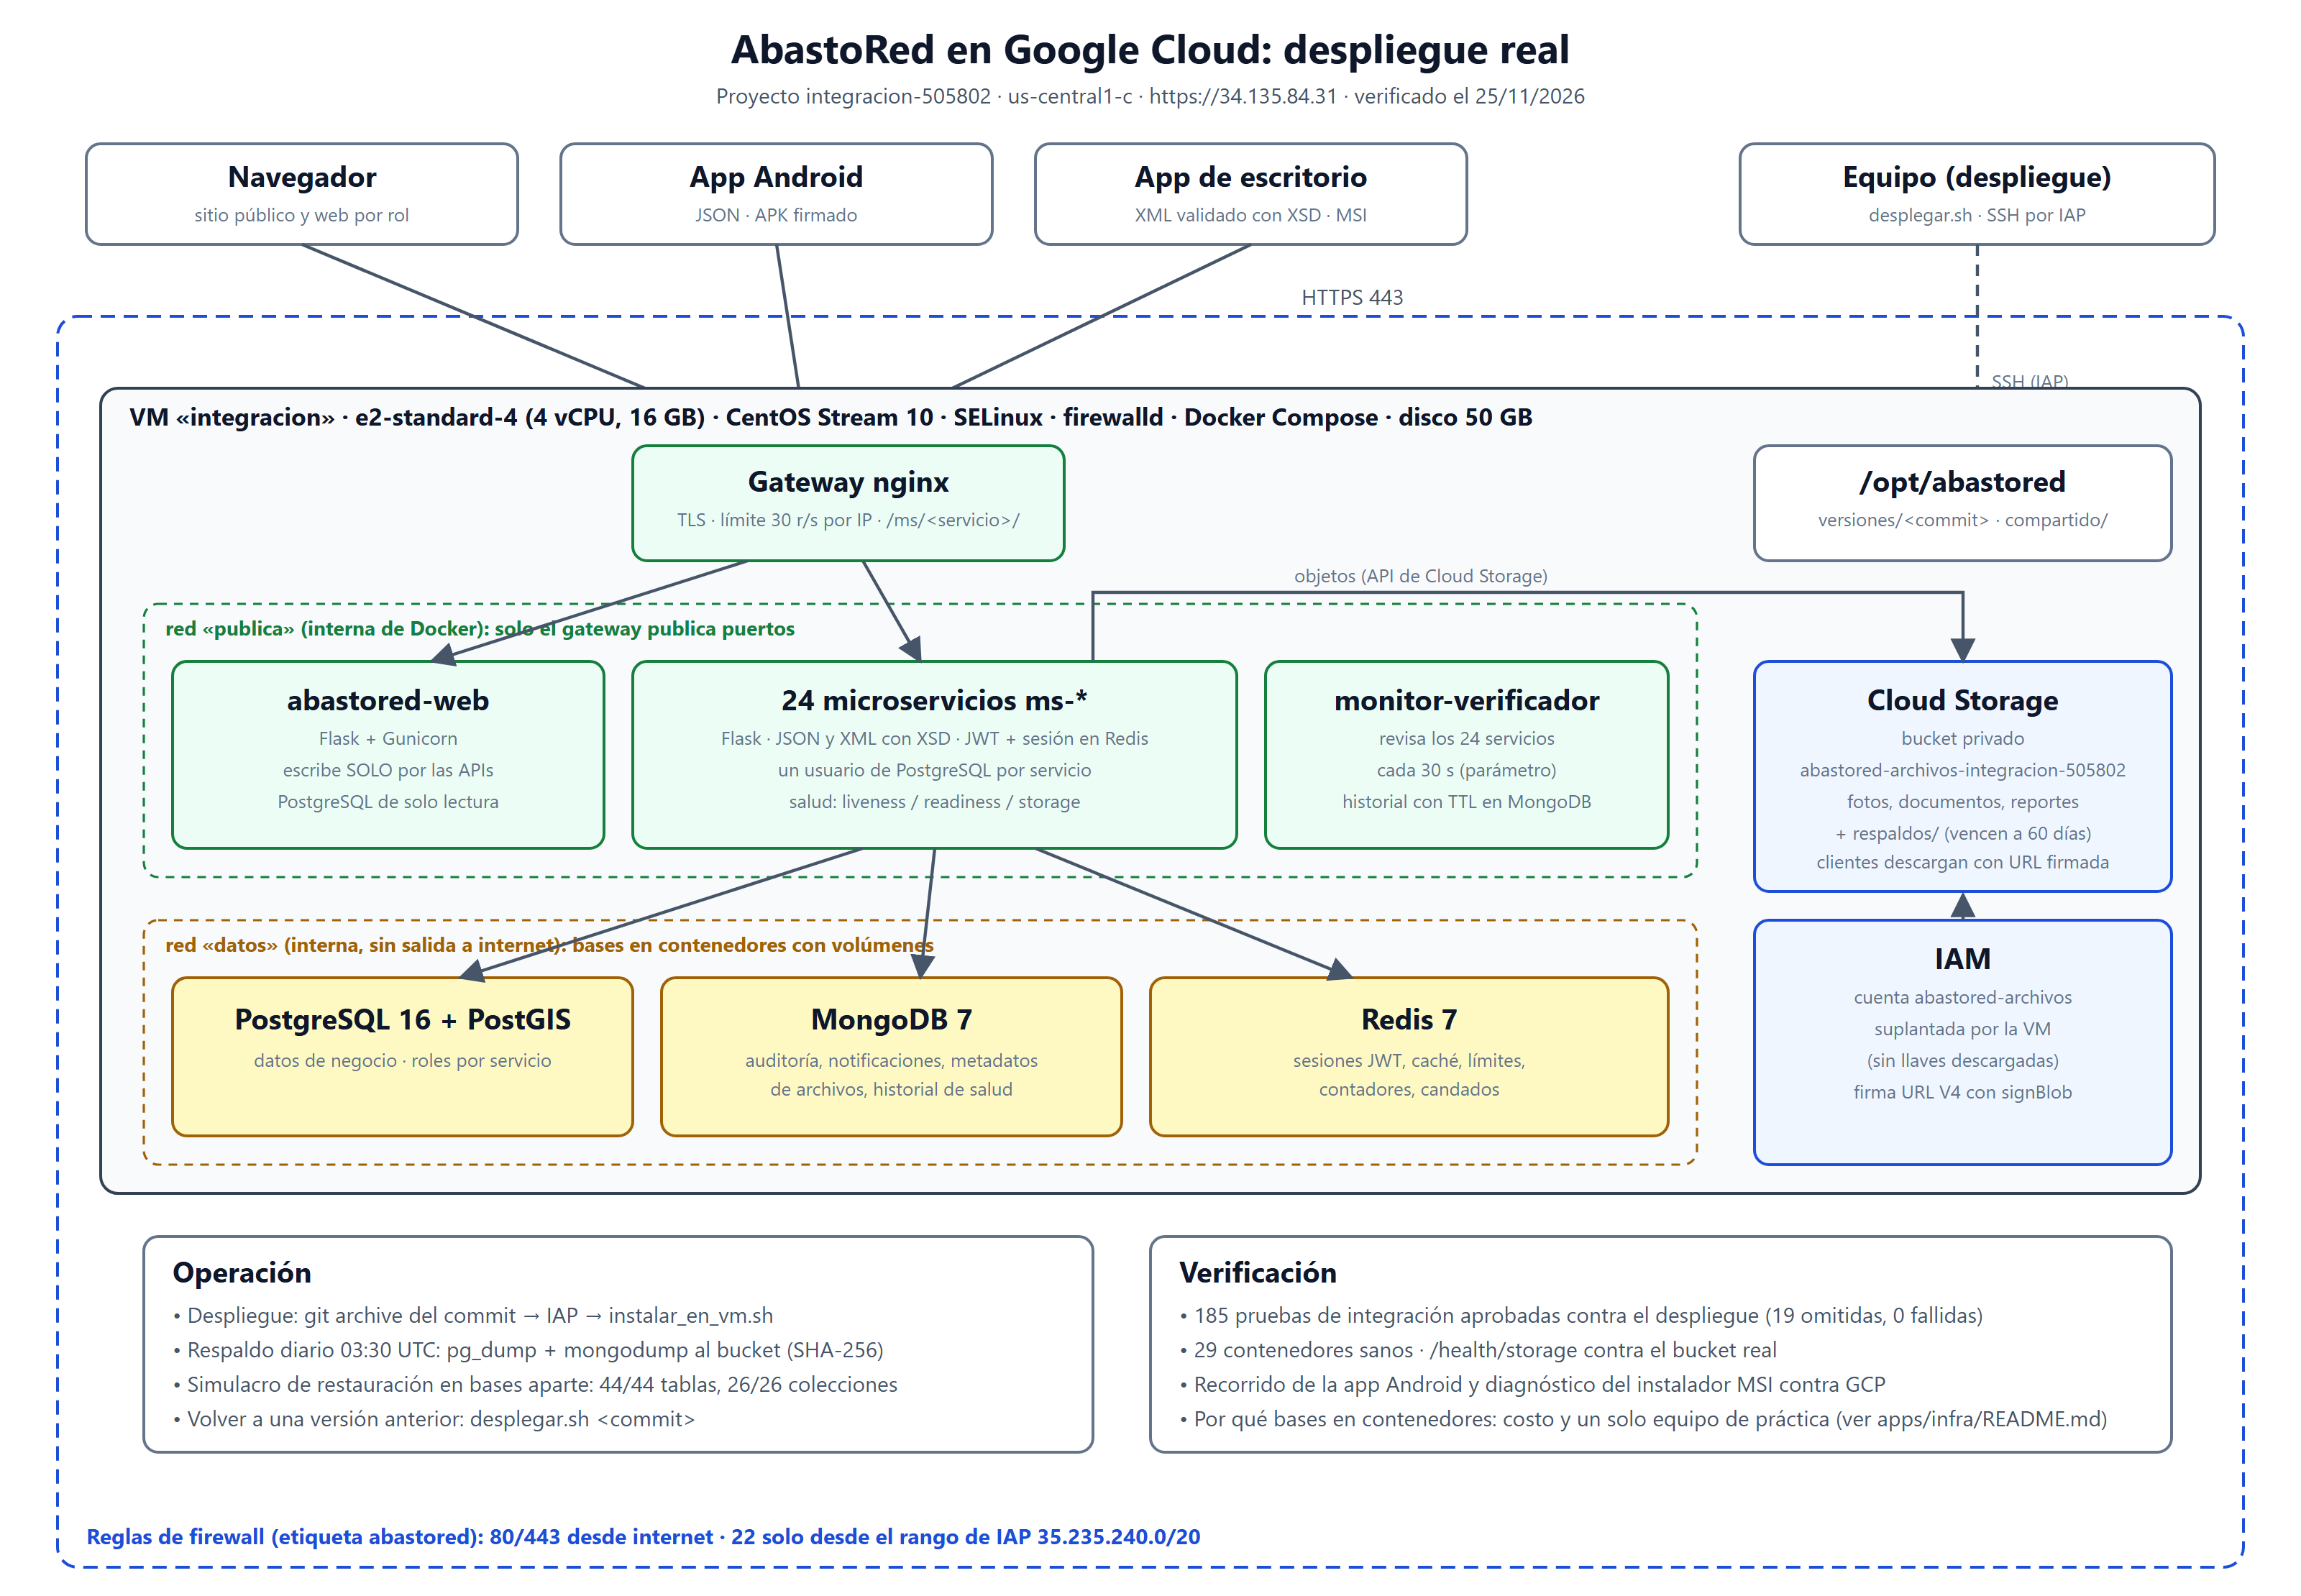 AbastoRed en Google Cloud: despliegue real
Proyecto integracion-505802 · us-central1-c · https://34.135.84.31 · verificado el 25/11/2026
Navegador
sitio público y web por rol
App Android
JSON · APK firmado
App de escritorio
XML validado con XSD · MSI
Equipo (despliegue)
desplegar.sh · SSH por IAP
HTTPS 443
SSH (IAP)
VM «integracion» · e2-standard-4 (4 vCPU, 16 GB) · CentOS Stream 10 · SELinux · firewalld · Docker Compose · disco 50 GB
Gateway nginx
TLS · límite 30 r/s por IP · /ms/<servicio>/
/opt/abastored
versiones/<commit> · compartido/
objetos (API de Cloud Storage)
red «publica» (interna de Docker): solo el gateway publica puertos
abastored-web
Flask + Gunicorn
escribe SOLO por las APIs
PostgreSQL de solo lectura
24 microservicios ms-*
Flask · JSON y XML con XSD · JWT + sesión en Redis
un usuario de PostgreSQL por servicio
salud: liveness / readiness / storage
monitor-verificador
revisa los 24 servicios
cada 30 s (parámetro)
historial con TTL en MongoDB
Cloud Storage
bucket privado
abastored-archivos-integracion-505802
fotos, documentos, reportes
+ respaldos/ (vencen a 60 días)
clientes descargan con URL firmada
red «datos» (interna, sin salida a internet): bases en contenedores con volúmenes
PostgreSQL 16 + PostGIS
datos de negocio · roles por servicio
MongoDB 7
auditoría, notificaciones, metadatos
de archivos, historial de salud
Redis 7
sesiones JWT, caché, límites,
contadores, candados
IAM
cuenta abastored-archivos
suplantada por la VM
(sin llaves descargadas)
firma URL V4 con signBlob
Operación
• Despliegue: git archive del commit → IAP → instalar_en_vm.sh
• Respaldo diario 03:30 UTC: pg_dump + mongodump al bucket (SHA-256)
• Simulacro de restauración en bases aparte: 44/44 tablas, 26/26 colecciones
• Volver a una versión anterior: desplegar.sh <commit>
Verificación
• 185 pruebas de integración aprobadas contra el despliegue (19 omitidas, 0 fallidas)
• 29 contenedores sanos · /health/storage contra el bucket real
• Recorrido de la app Android y diagnóstico del instalador MSI contra GCP
• Por qué bases en contenedores: costo y un solo equipo de práctica (ver apps/infra/README.md)
Reglas de firewall (etiqueta abastored): 80/443 desde internet · 22 solo desde el rango de IAP 35.235.240.0/20